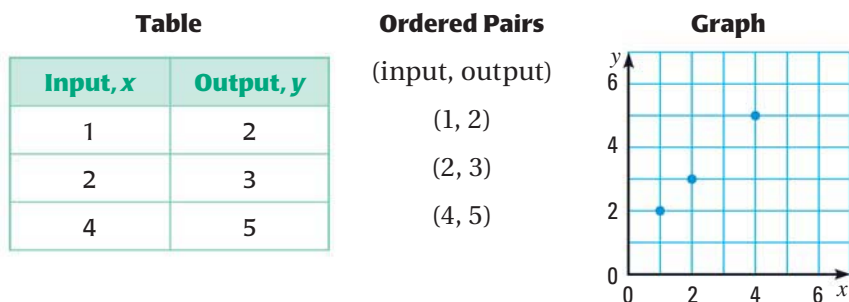 Table
Input, x Output, y
1 2
2 3
4 5
Ordered Pairs
(input, output)
(1, 2)
(2, 3)
(4, 5)
Graph
y
6
4
2
0
0 2 4 6 x